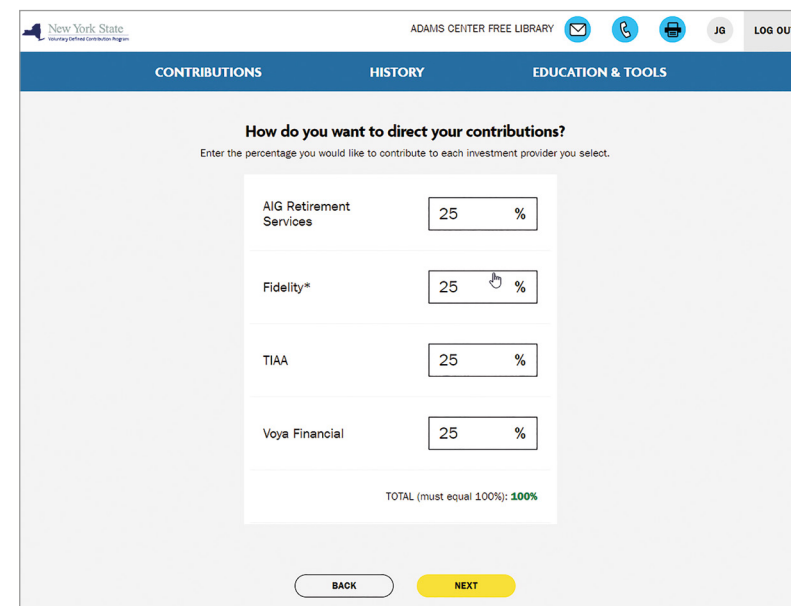 New York State
Voluntary Defined Contribution Program
ADAMS CENTER FREE LIBRARY
JG
LOG OU
CONTRIBUTIONS
HISTORY
EDUCATION & TOOLS
How do you want to direct your contributions?
Enter the percentage you would like to contribute to each investment provider you select.
AIG Retirement
Services
25 %
Fidelity*
25 %
TIAA
25 %
Voya Financial
25 %
TOTAL (must equal 100%): 100%
BACK
NEXT